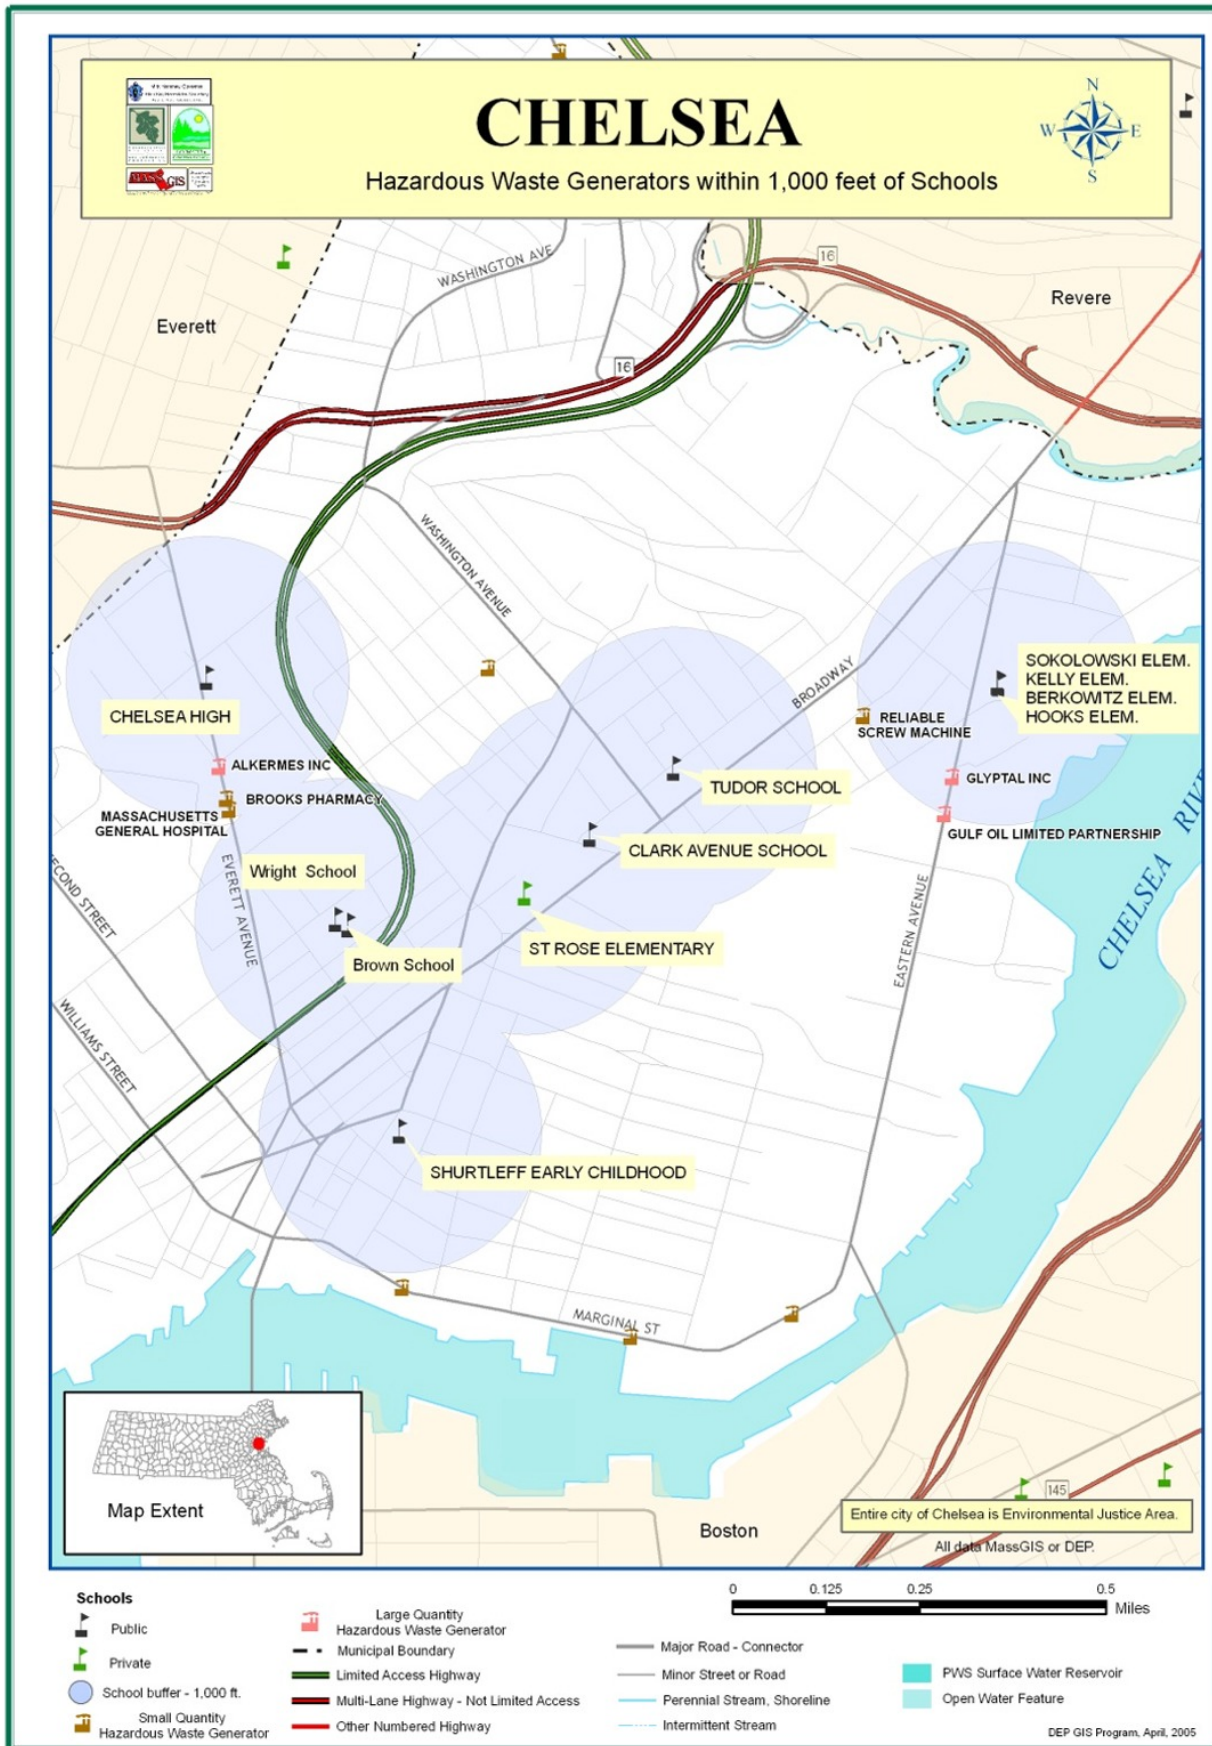 CHELSEA
Hazardous Waste Generators within 1,000 feet of Schools
N
W
E
S
MASS GIS
WASHINGTON AVE
16
Everett
Revere
16
WASHINGTON AVENUE
BROADWAY
SOKOLOWSKI ELEM.
KELLY ELEM.
BERKOWITZ ELEM.
HOOKS ELEM.
CHELSEA HIGH
RELIABLE
SCREW MACHINE
ALKERMES INC
GLYPTAL INC
TUDOR SCHOOL
BROOKS PHARMACY
MASSACHUSETTS
GENERAL HOSPITAL
GULF OIL LIMITED PARTNERSHIP
CLARK AVENUE SCHOOL
Wright School
ECOND STREET
EVERETT AVENUE
EASTERN AVENUE
CHELSEA RIVE
ST ROSE ELEMENTARY
Brown School
WILLIAMS STREET
SHURTLEFF EARLY CHILDHOOD
MARGINAL ST
Map Extent
145
Boston
Entire city of Chelsea is Environmental Justice Area.
All data MassGIS or DEP.
Schools
Public
Private
School buffer - 1,000 ft.
Small Quantity
Hazardous Waste Generator
Large Quantity
Hazardous Waste Generator
Municipal Boundary
Limited Access Highway
Multi-Lane Highway - Not Limited Access
Other Numbered Highway
0 0.125 0.25 0.5
Miles
Major Road - Connector
Minor Street or Road
Perennial Stream, Shoreline
Intermittent Stream
PWS Surface Water Reservoir
Open Water Feature
DEP GIS Program, April, 2005